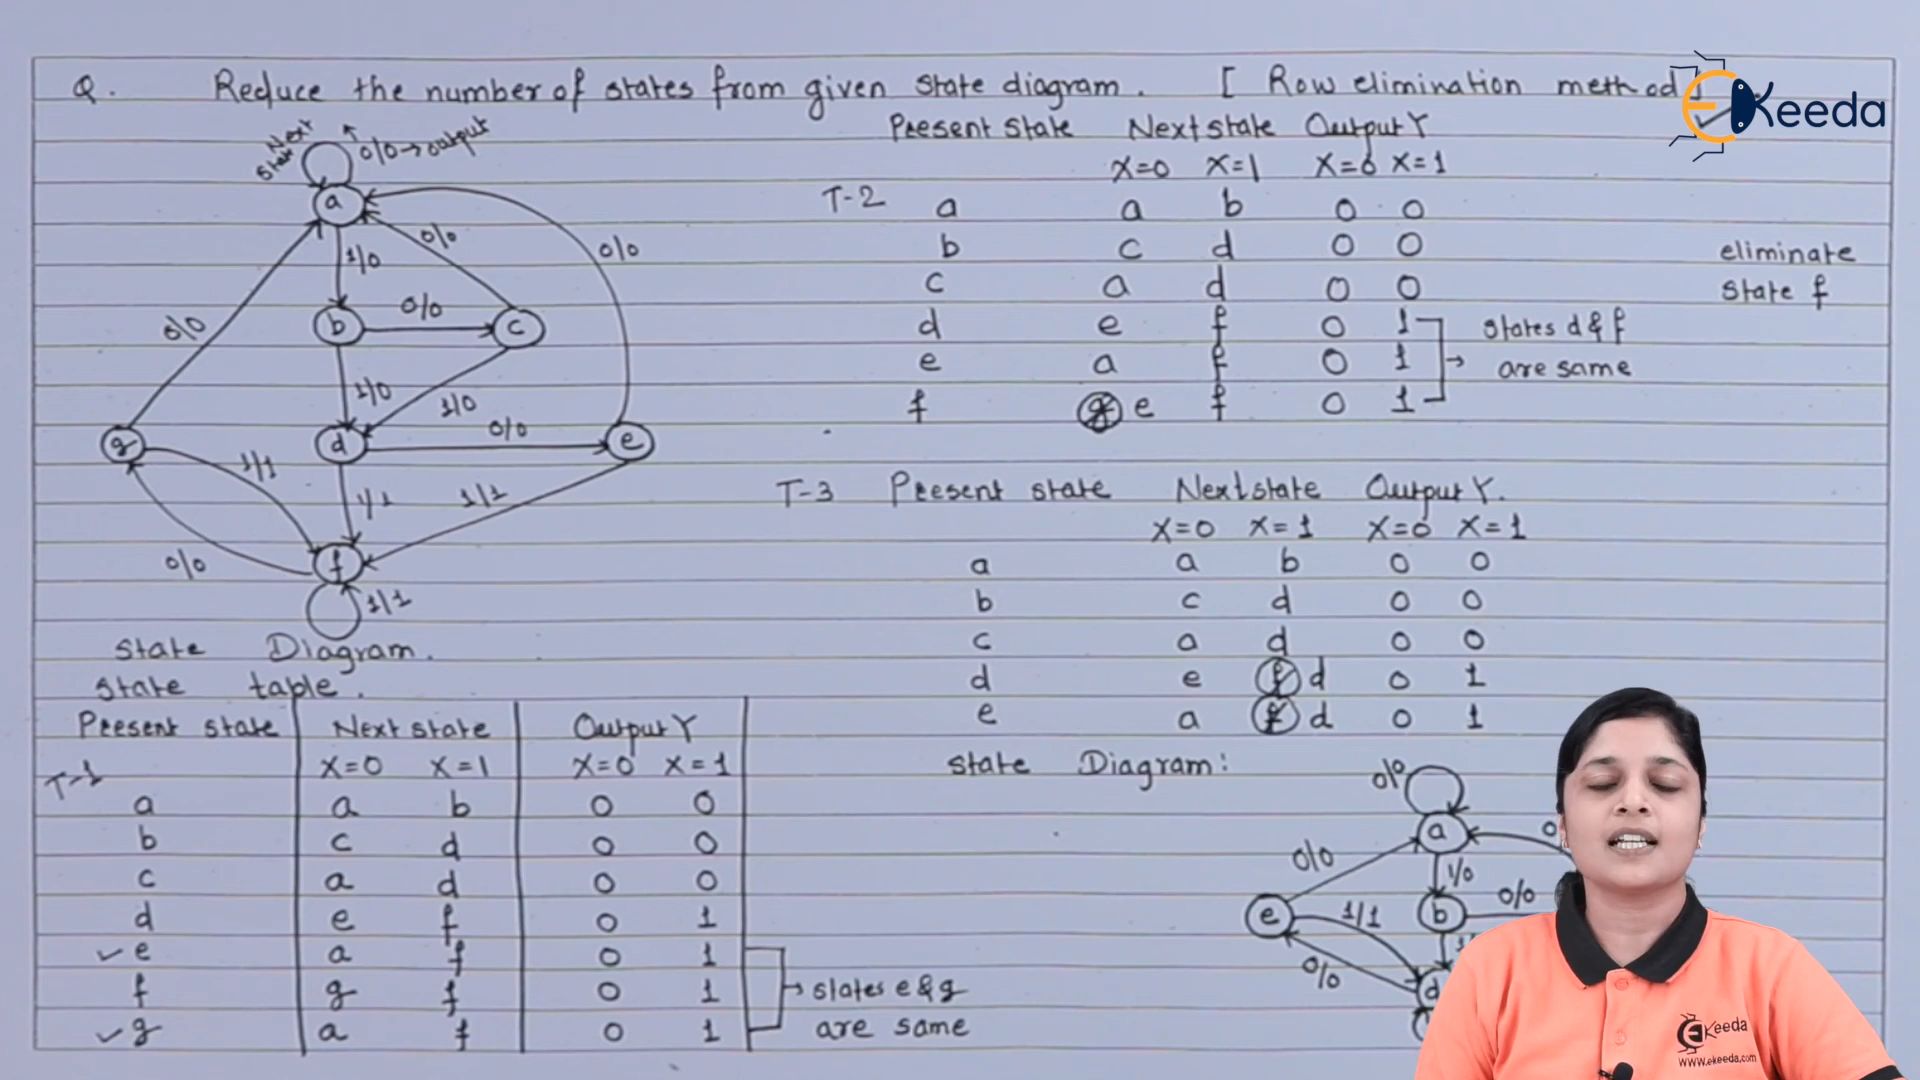 Q. Reduce the number of states from given state diagram. [ Row elimination method ]
Keeda
Next State
0/0 → output
a
0/0
1/0
0/0
0/0
b
0/0
c
1/0
1/0
g
d
0/0
e
1/1
1/1
1/1
0/0
f
1/1
State Diagram.
State table.
Present state Next state Output Y
T-1 X=0 X=1 X=0 X=1
a a b 0 0
b c d 0 0
c a d 0 0
d e f 0 1
✓ e a f 0 1
f g f 0 1
✓ g a f 0 1
→ states e & g
are same
Present state Next state Output Y
X=0 X=1 X=0 X=1
T-2 a a b 0 0
b c d 0 0
c a d 0 0
d e f 0 1
e a f 0 1
f g e f 0 1
→ states d & f
are same
eliminate
state f
T-3 Present state Next state Output Y.
X=0 X=1 X=0 X=1
a a b 0 0
b c d 0 0
c a d 0 0
d e f d 0 1
e a f d 0 1
State Diagram:
0/0
a
0/0
1/0
e
1/1
b
0/0
0/0
d
Keeda
www.ekeeda.com